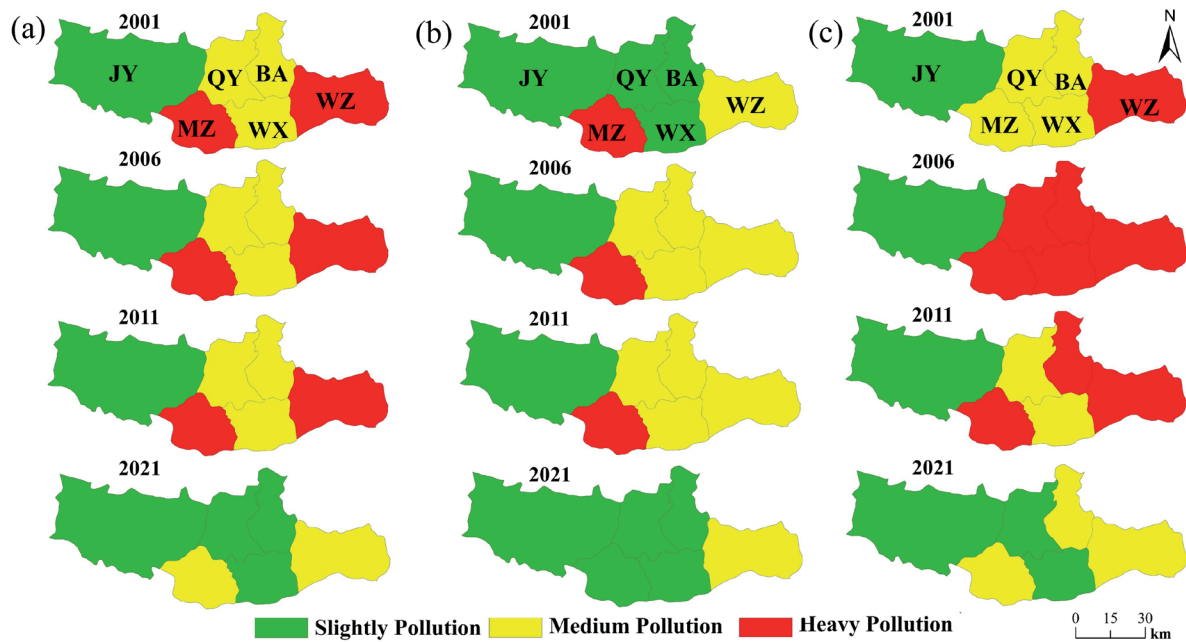 (a) 2001 (b) 2001 (c) 2001 N
JY QY BA WZ MZ WX
JY QY BA WZ MZ WX
JY QY BA WZ MZ WX
2006 2006 2006
2011 2011 2011
2021 2021 2021
Slightly Pollution Medium Pollution Heavy Pollution
0 15 30
km